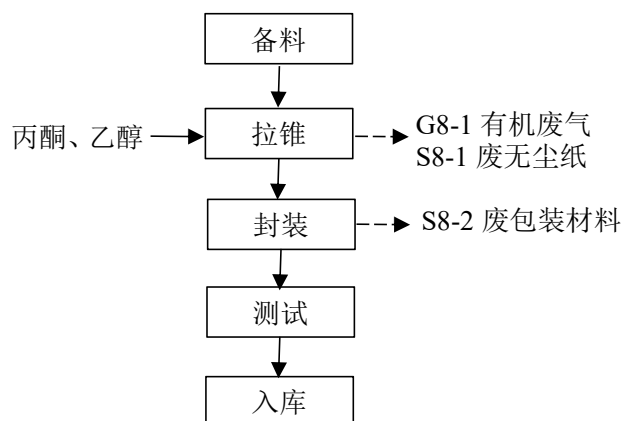 备料
丙酮、乙醇
拉锥
G8-1 有机废气
S8-1 废无尘纸
封装
S8-2 废包装材料
测试
入库